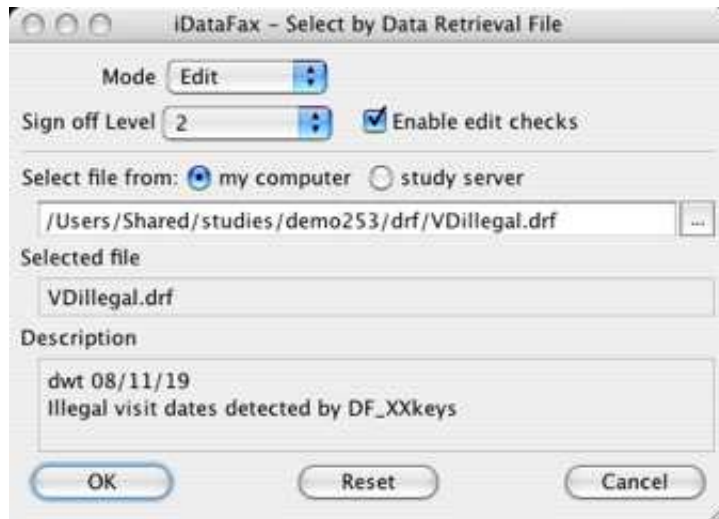 iDataFax – Select by Data Retrieval File
Mode Edit
Sign off Level 2 Enable edit checks
Select file from: my computer study server
/Users/Shared/studies/demo253/drf/VDillegal.drf ...
Selected file
VDillegal.drf
Description
dwt 08/11/19
Illegal visit dates detected by DF_XXkeys
OK Reset Cancel